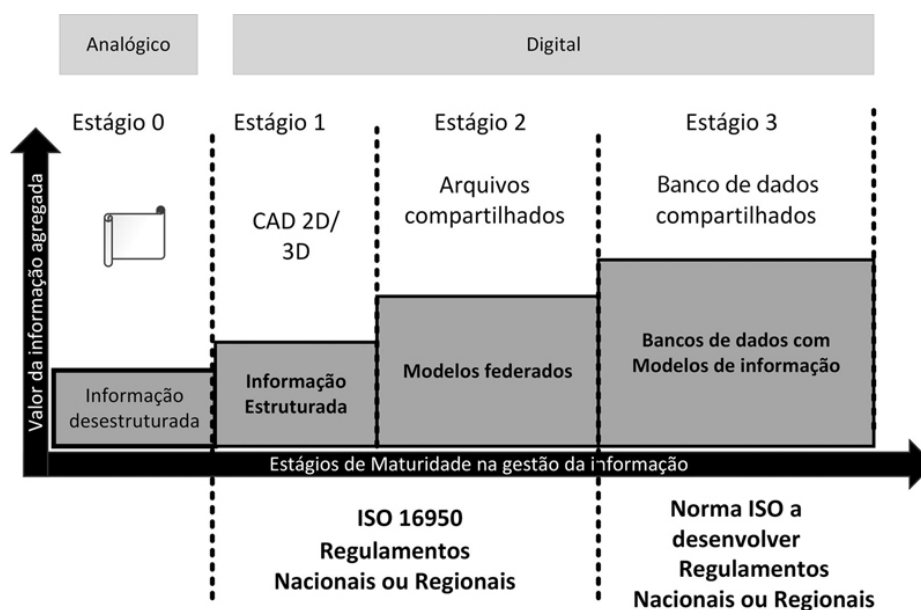 Analógico
Digital
Estágio 0
Estágio 1
Estágio 2
Estágio 3
Valor da informação agregada
CAD 2D/
3D
Arquivos
compartilhados
Banco de dados
compartilhados
Informação
desestruturada
Informação
Estruturada
Modelos federados
Bancos de dados com
Modelos de informação
Estágios de Maturidade na gestão da informação
ISO 16950
Regulamentos
Nacionais ou Regionais
Norma ISO a
desenvolver
Regulamentos
Nacionais ou Regionais